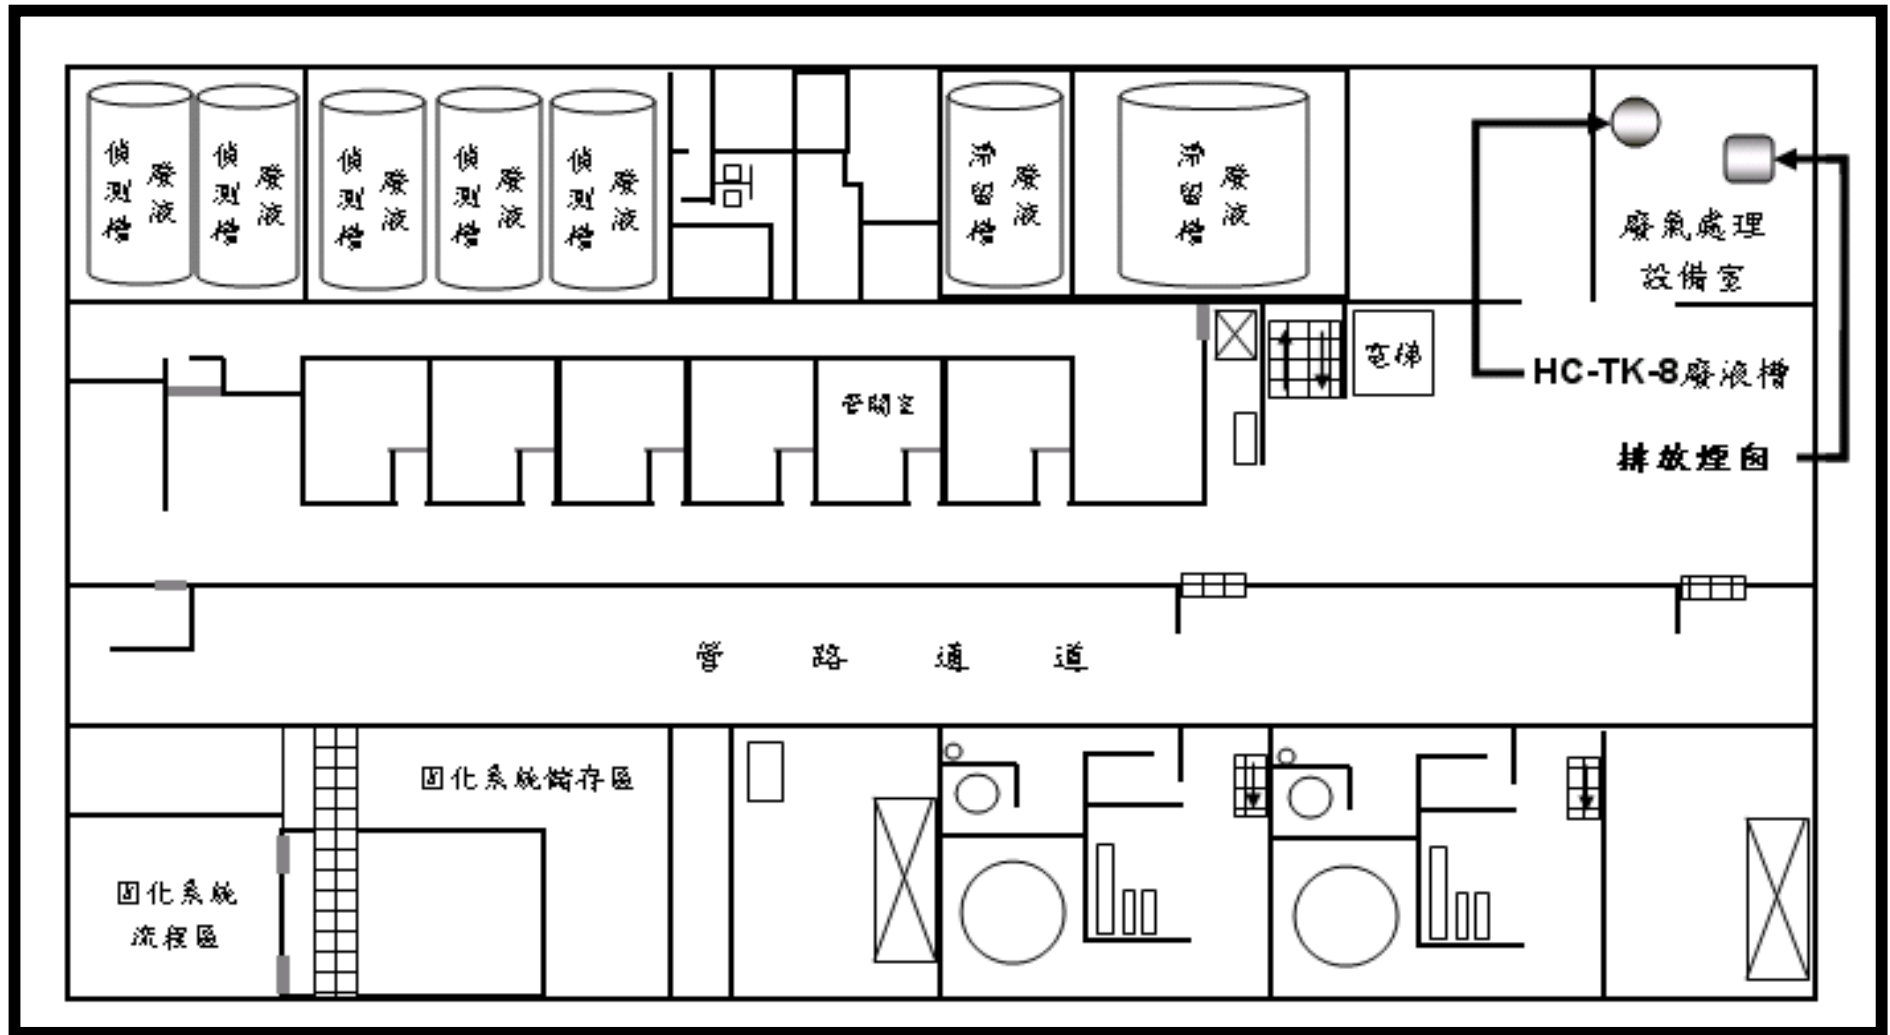 廢液偵測槽
廢液偵測槽
廢液偵測槽
廢液偵測槽
廢液偵測槽
廢液滯留槽
廢液滯留槽
廢氣處理
設備室
電梯
HC-TK-8廢液槽
管閥室
排放煙囪
管路通道
固化系統儲存區
固化系統
流程區